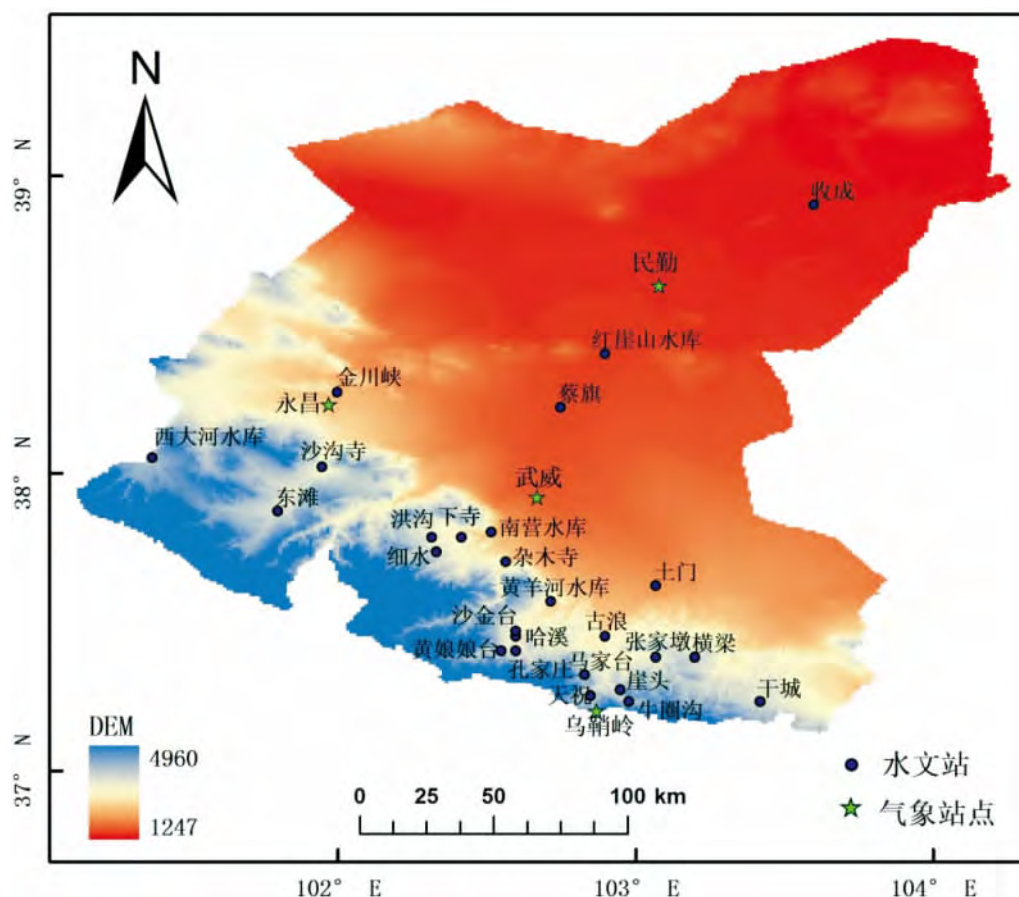 N
39° N
38° N
37° N
收成
民勤
红崖山水库
金川峡
永昌
蔡旗
西大河水库
沙沟寺
武威
东滩
洪沟
下寺
南营水库
细水
杂木寺
土门
黄羊河水库
沙金台
古浪
哈溪
张家墩
横梁
黄娘娘台
马家台
孔家庄
崖头
天祝
干城
牛圈沟
乌鞘岭
DEM
4960
1247
0 25 50 100 km
水文站
气象站点
102° E
103° E
104° E